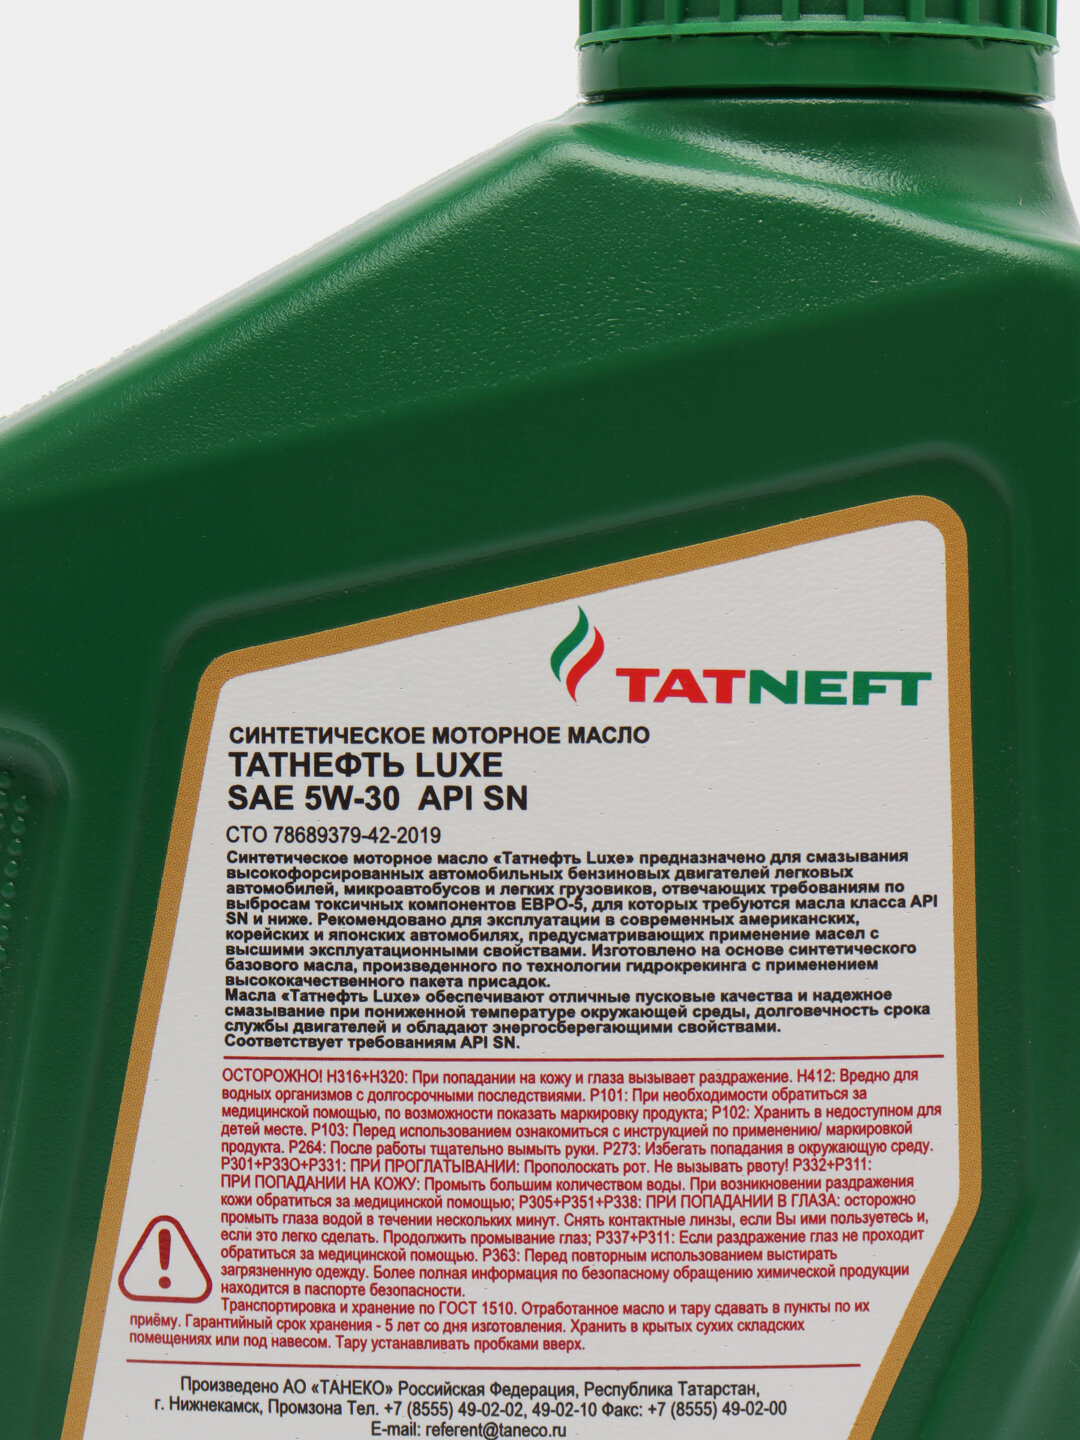 TATNEFT
СИНТЕТИЧЕСКОЕ МОТОРНОЕ МАСЛО
ТАТНЕФТЬ LUXE
SAE 5W-30 API SN
СТО 78689379-42-2019
Синтетическое моторное масло «Татнефть Luxe» предназначено для смазывания
высокофорсированных автомобильных бензиновых двигателей легковых
автомобилей, микроавтобусов и легких грузовиков, отвечающих требованиям по
выбросам токсичных компонентов ЕВРО-5, для которых требуются масла класса API
SN и ниже. Рекомендовано для эксплуатации в современных американских,
корейских и японских автомобилях, предусматривающих применение масел с
высшими эксплуатационными свойствами. Изготовлено на основе синтетического
базового масла, произведенного по технологии гидрокрекинга с применением
высококачественного пакета присадок.
Масла «Татнефть Luxe» обеспечивают отличные пусковые качества и надежное
смазывание при пониженной температуре окружающей среды, долговечность срока
службы двигателей и обладают энергосберегающими свойствами.
Соответствует требованиям API SN.
ОСТОРОЖНО! H316+H320: При попадании на кожу и глаза вызывает раздражение. H412: Вредно для
водных организмов с долгосрочными последствиями. P101: При необходимости обратиться за
медицинской помощью, по возможности показать маркировку продукта; P102: Хранить в недоступном для
детей месте. P103: Перед использованием ознакомиться с инструкцией по применению/ маркировкой
продукта. P264: После работы тщательно вымыть руки. P273: Избегать попадания в окружающую среду.
P301+P33O+P331: ПРИ ПРОГЛАТЫВАНИИ: Прополоскать рот. Не вызывать рвоту! P332+P311:
ПРИ ПОПАДАНИИ НА КОЖУ: Промыть большим количеством воды. При возникновении раздражения
кожи обратиться за медицинской помощью; P305+P351+P338: ПРИ ПОПАДАНИИ В ГЛАЗА: осторожно
промыть глаза водой в течении нескольких минут. Снять контактные линзы, если Вы ими пользуетесь и,
если это легко сделать. Продолжить промывание глаз; P337+P311: Если раздражение глаз не проходит
обратиться за медицинской помощью. P363: Перед повторным использованием выстирать
загрязненную одежду. Более полная информация по безопасному обращению химической продукции
находится в паспорте безопасности.
Транспортировка и хранение по ГОСТ 1510. Отработанное масло и тару сдавать в пункты по их
приёму. Гарантийный срок хранения - 5 лет со дня изготовления. Хранить в крытых сухих складских
помещениях или под навесом. Тару устанавливать пробками вверх.
Произведено АО «ТАНЕКО» Российская Федерация, Республика Татарстан,
г. Нижнекамск, Промзона Тел. +7 (8555) 49-02-02, 49-02-10 Факс: +7 (8555) 49-02-00
E-mail: referent@taneco.ru